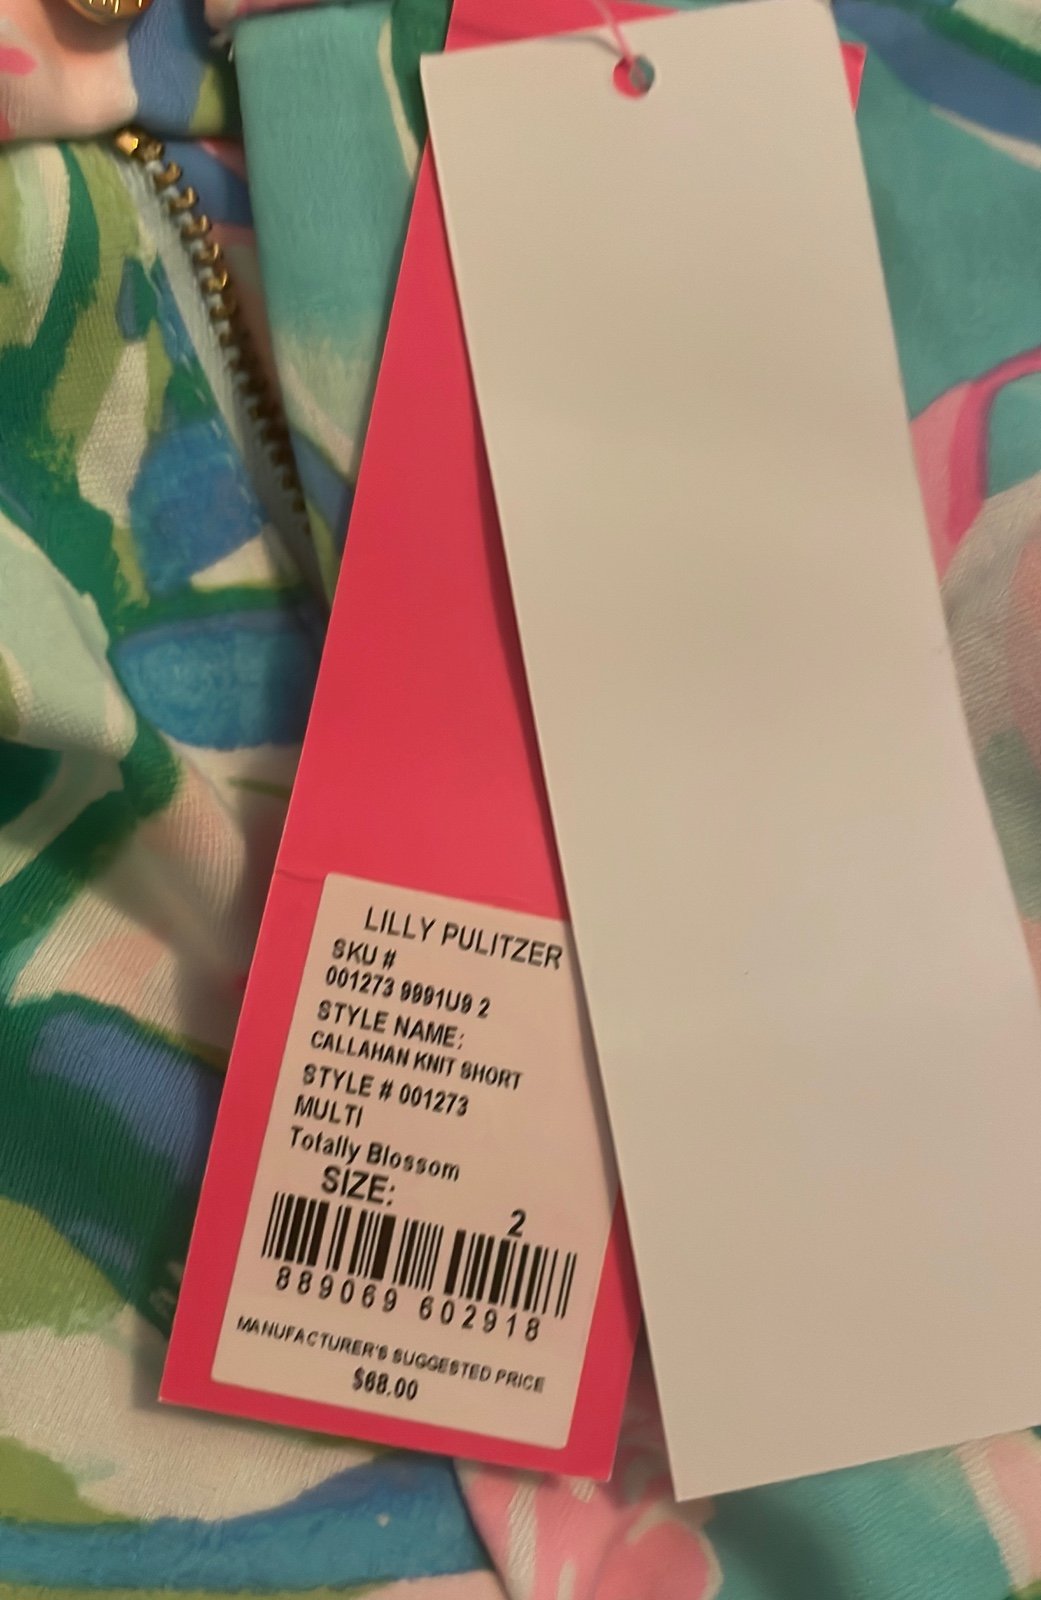 LILLY PULITZER
SKU #
001273 9991U9 2
STYLE NAME:
CALLAHAN KNIT SHORT
STYLE # 001273
MULTI
Totally Blossom
SIZE:
2
889069 602918
MANUFACTURER'S SUGGESTED PRICE
$68.00